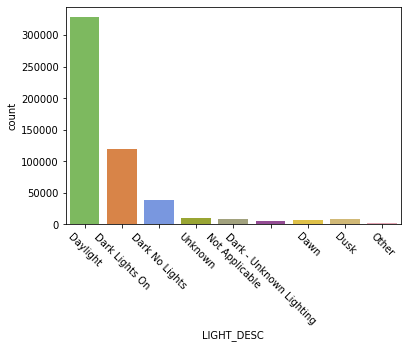 300000
250000
200000
150000
100000
50000
0
count
Daylight
Dark Lights On
Dark No Lights
Unknown
Not Applicable
Dark - Unknown Lighting
Dawn
Dusk
Other
LIGHT_DESC